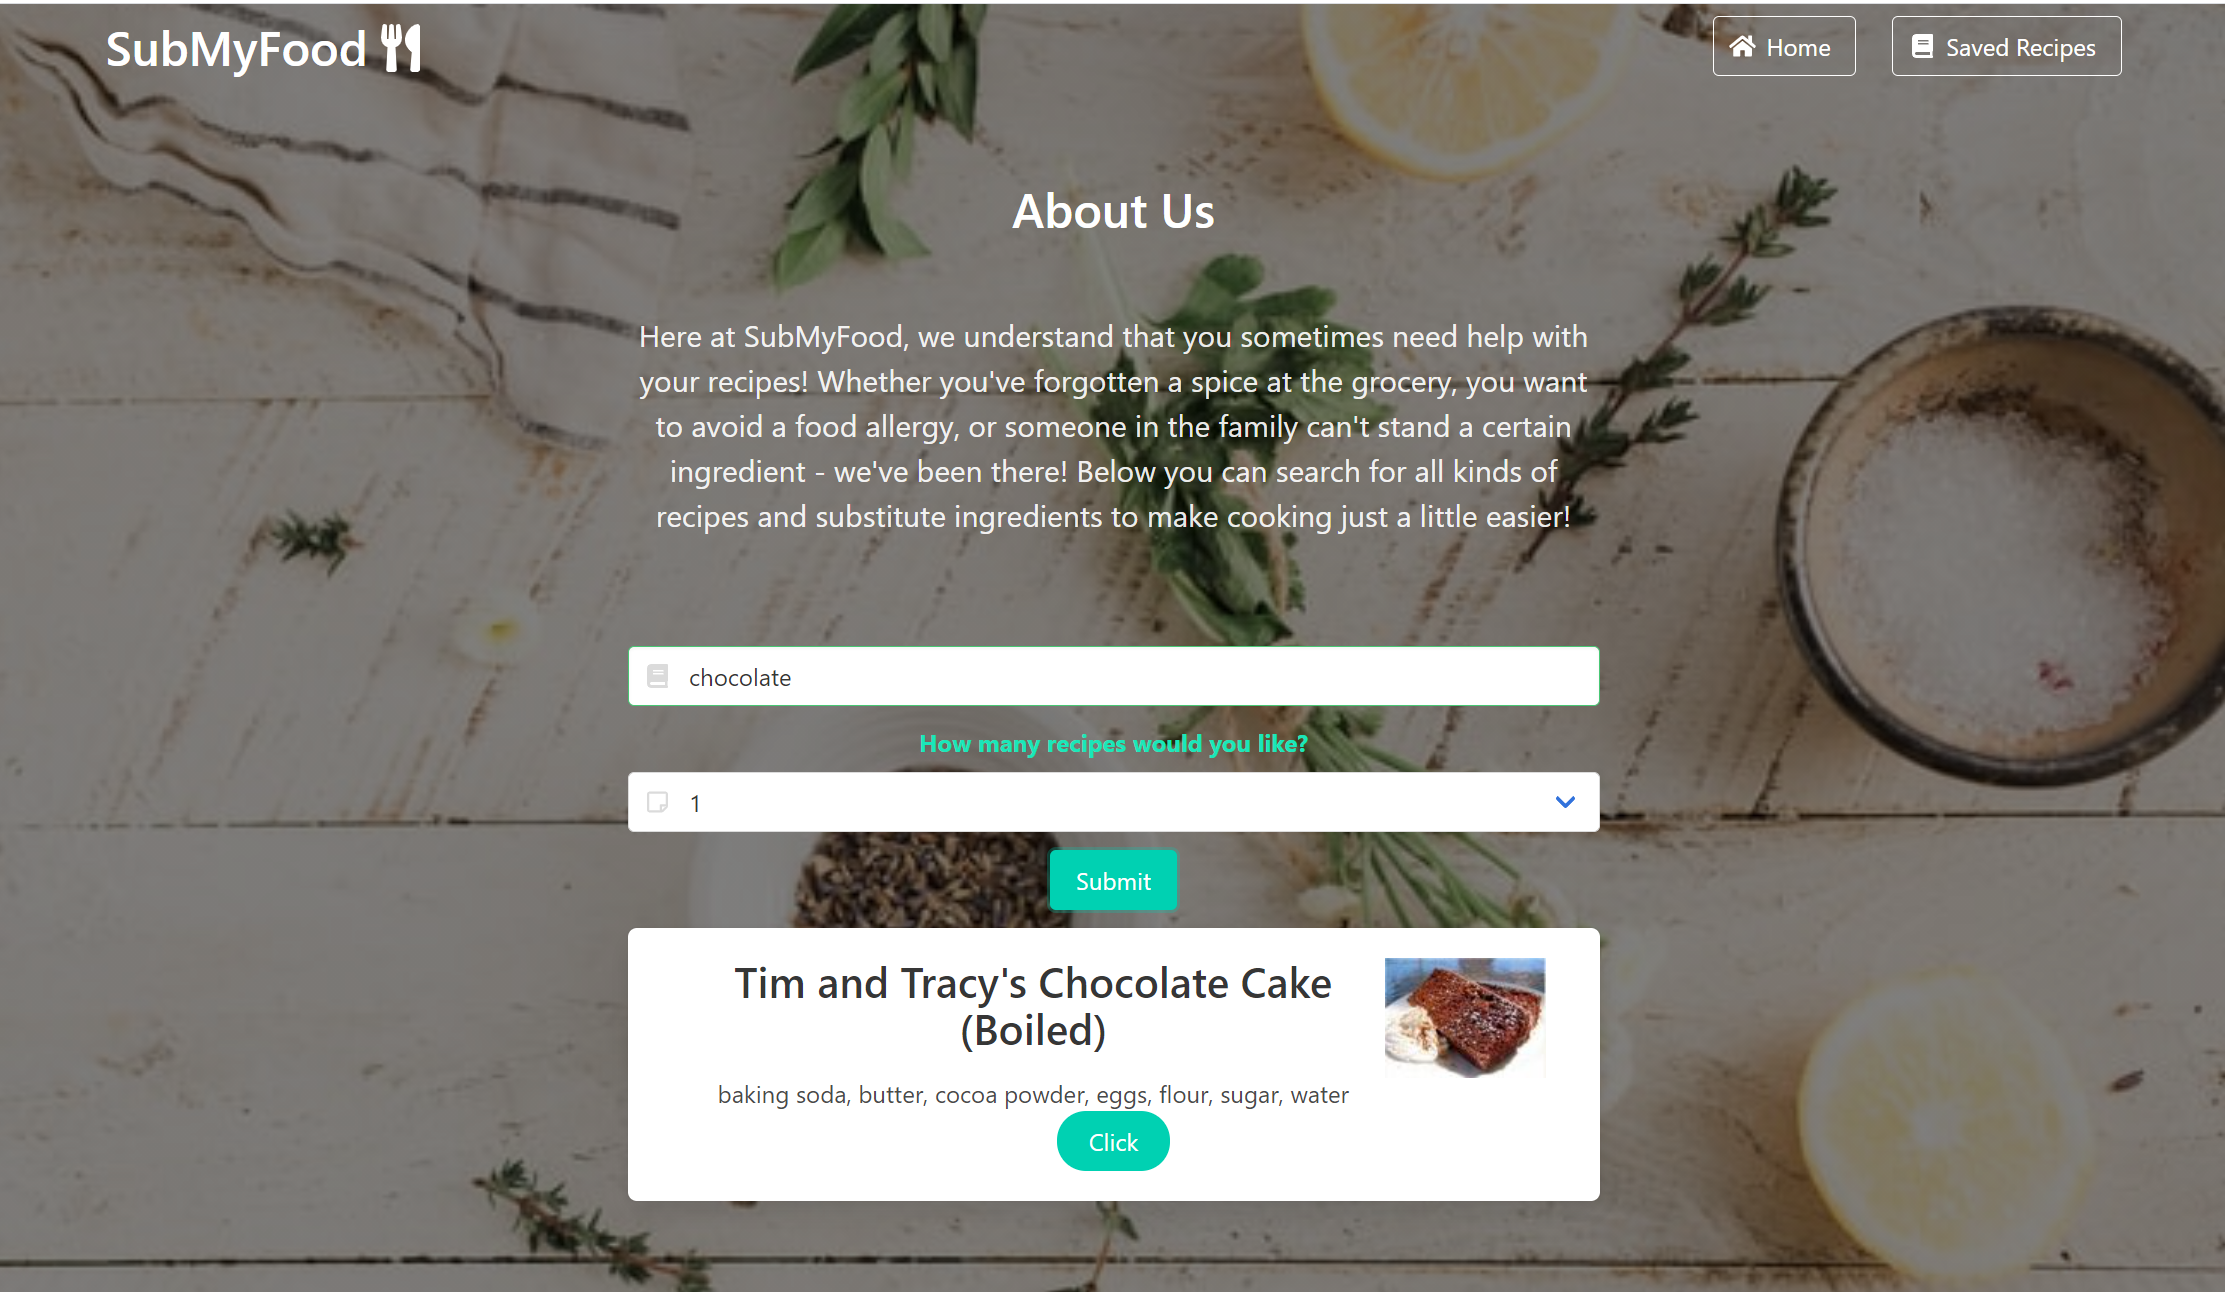 SubMyFood
Home
Saved Recipes
About Us
Here at SubMyFood, we understand that you sometimes need help with
your recipes! Whether you've forgotten a spice at the grocery, you want
to avoid a food allergy, or someone in the family can't stand a certain
ingredient - we've been there! Below you can search for all kinds of
recipes and substitute ingredients to make cooking just a little easier!
chocolate
How many recipes would you like?
1
Submit
Tim and Tracy's Chocolate Cake
(Boiled)
baking soda, butter, cocoa powder, eggs, flour, sugar, water
Click